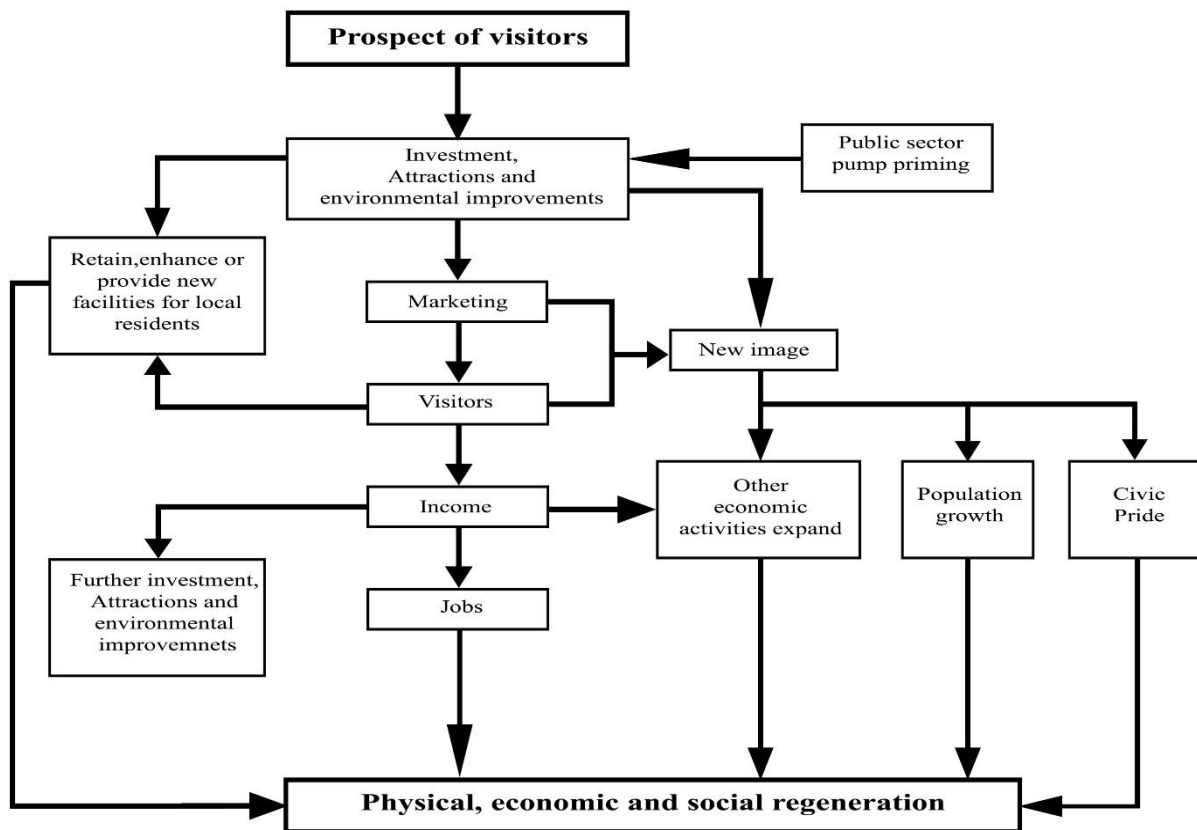 Prospect of visitors
Investment,
Attractions and
environmental improvements
Public sector
pump priming
Retain,enhance or
provide new
facilities for local
residents
Marketing
New image
Visitors
Income
Other
economic
activities expand
Population
growth
Civic
Pride
Further investment,
Attractions and
environmental
improvemnets
Jobs
Physical, economic and social regeneration